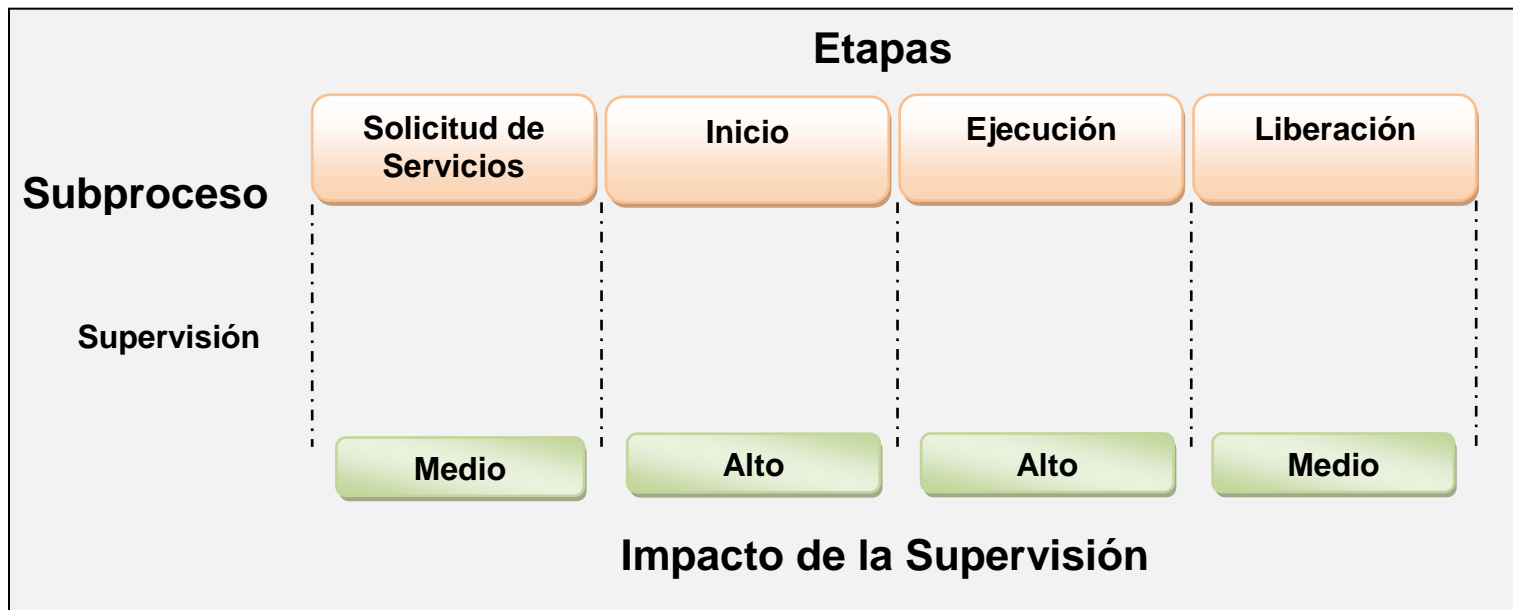 Etapas
Solicitud de
Servicios
Inicio
Ejecución
Liberación
Subproceso
Supervisión
Medio
Alto
Alto
Medio
Impacto de la Supervisión